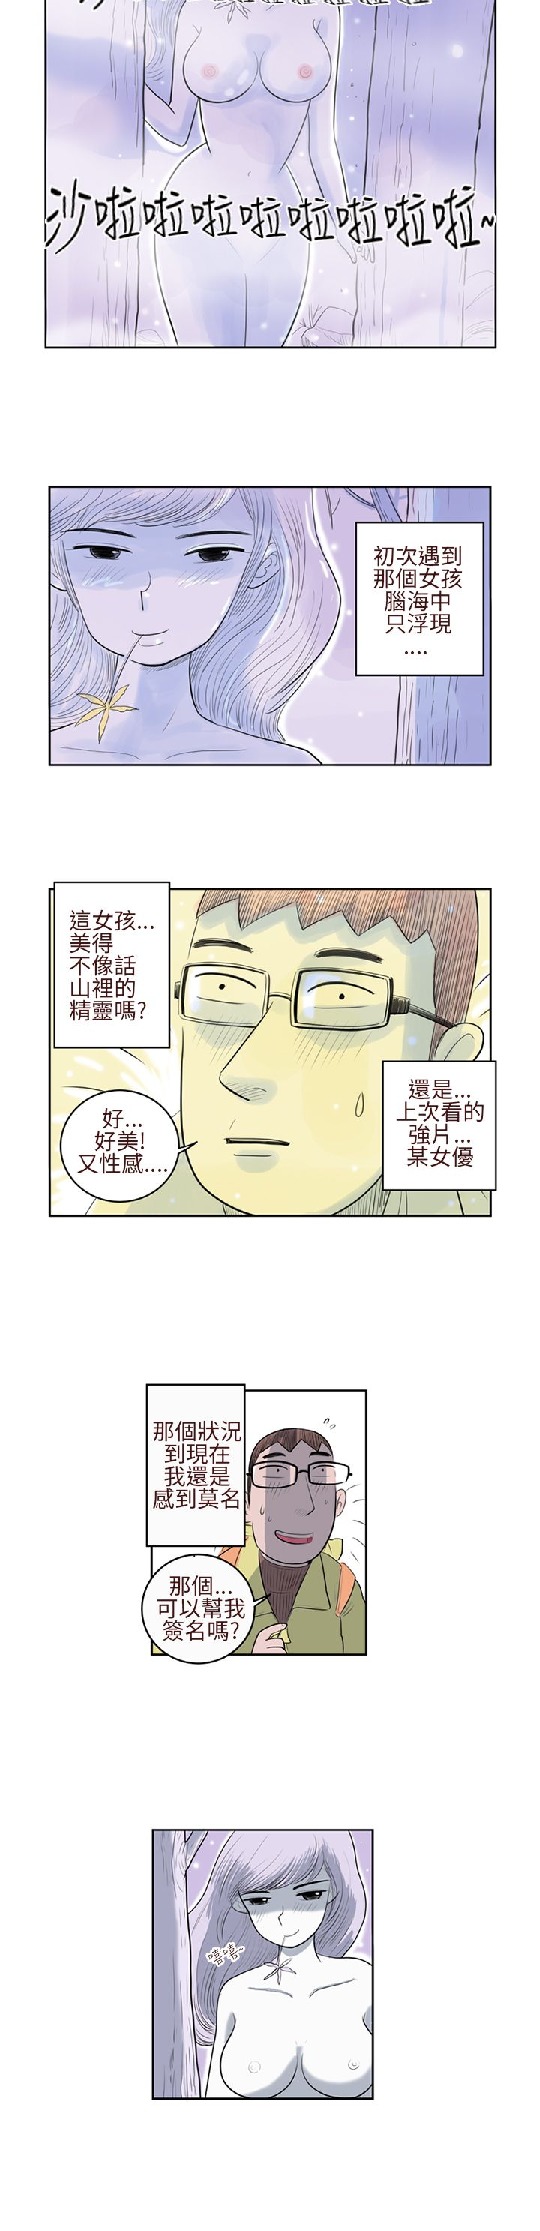 沙啦啦啦啦啦啦啦啦~
初次遇到
那個女孩
腦海中
只浮現
....
這女孩...
美得
不像話
山裡的
精靈嗎?
還是...
上次看的
強片...
某女優
好...
好美!
又性感....
那個狀況
到現在
我還是
感到莫名
那個...
可以幫我
簽名嗎?
嘻嘻~